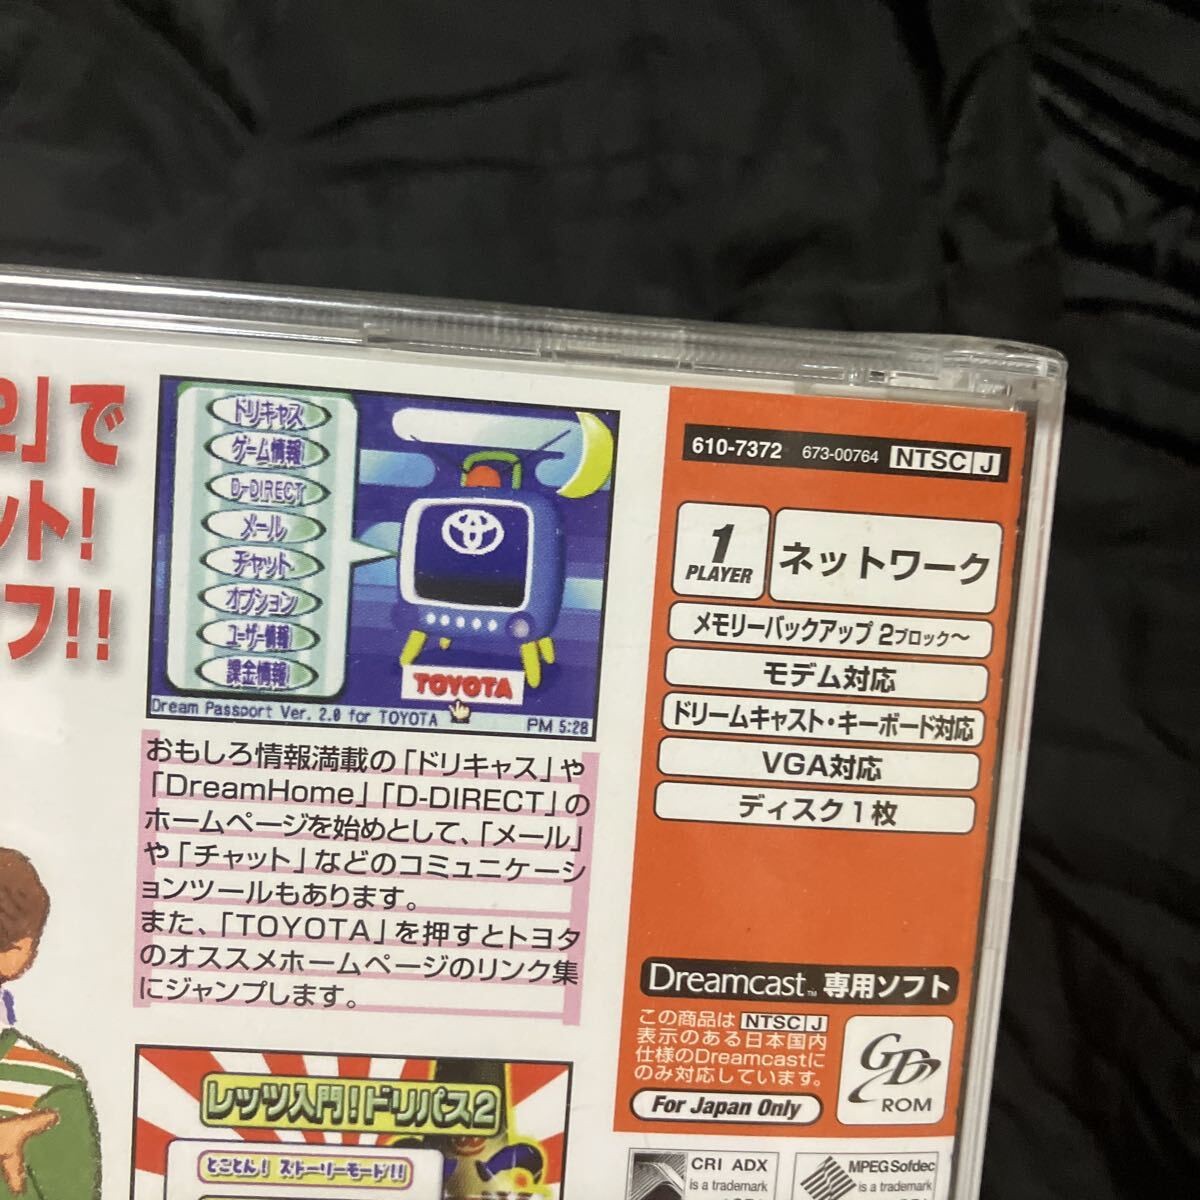 2」で
ット!
フ!!
ドリキャス
ゲーム情報
D-DIRECT
メール
チャット
オプション
ユーザー情報
課金情報
TOYOTA
Dream Passport Ver. 2.0 for TOYOTA
PM 5:28
おもしろ情報満載の「ドリキャス」や
「DreamHome」「D-DIRECT」の
ホームページを始めとして、「メール」
や「チャット」などのコミュニケーシ
ョンツールもあります。
また、「TOYOTA」を押すとトヨタ
のオススメホームページのリンク集
にジャンプします。
レッツ入門!ドリパス2
とことん! ストーリーモード!!
610-7372 673-00764 NTSC J
1
PLAYER
ネットワーク
メモリーバックアップ 2ブロック〜
モデム対応
ドリームキャスト・キーボード対応
VGA対応
ディスク1枚
Dreamcast™ 専用ソフト
この商品は NTSC J
表示のある日本国内
仕様のDreamcastに
のみ対応しています。
For Japan Only
GD
ROM
CRI ADX
is a trademark
MPEG Sofdec
is a trademark